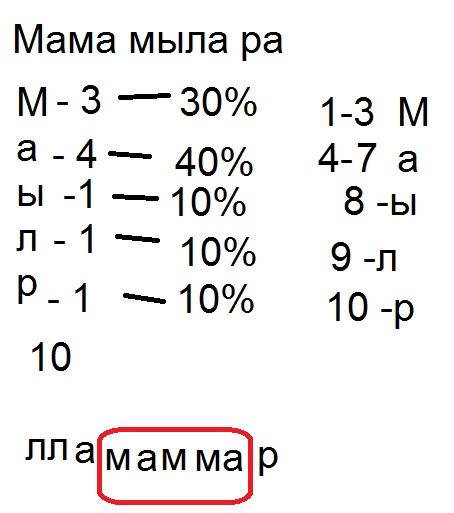 Мама мыла ра
М - 3 — 30% 1-3 М
а - 4 — 40% 4-7 а
ы -1 — 10% 8 -ы
л - 1 — 10% 9 -л
р - 1 — 10% 10 -р
10
лл а мам ма р